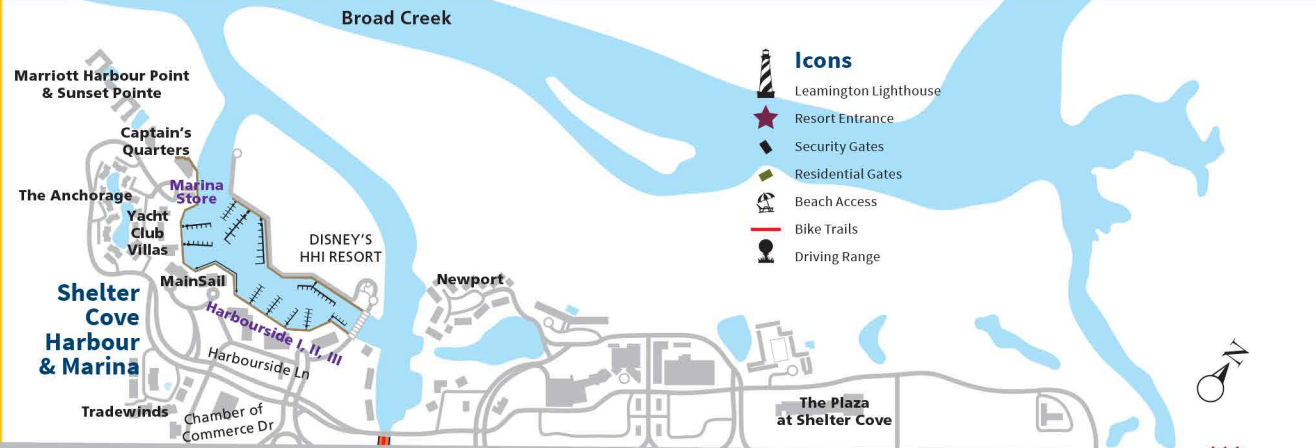 Broad Creek
Marriott Harbour Point
& Sunset Pointe
Captain's
Quarters
The Anchorage
Marina
Store
Yacht
Club
Villas
DISNEY'S
HHI RESORT
MainSail
Newport
Shelter
Cove
Harbour
& Marina
Harbourside I, II, III
Harbourside Ln
Tradewinds
Chamber of
Commerce Dr
The Plaza
at Shelter Cove
Icons
Leamington Lighthouse
Resort Entrance
Security Gates
Residential Gates
Beach Access
Bike Trails
Driving Range
N